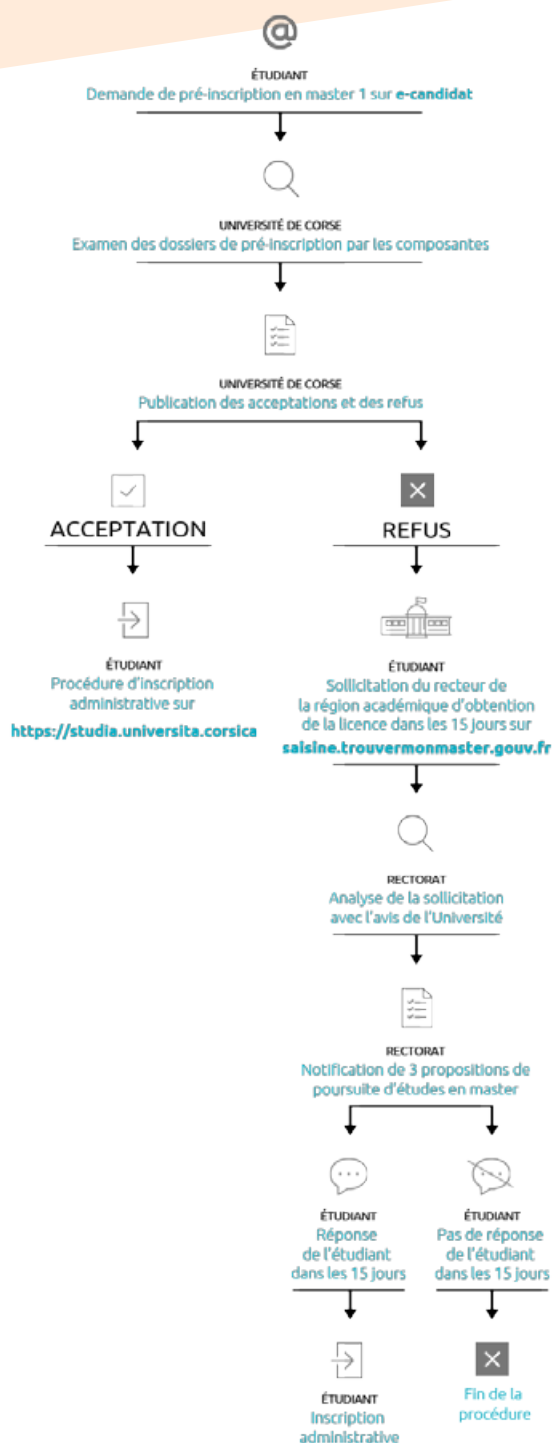 @
ÉTUDIANT
Demande de pré-inscription en master 1 sur e-candidat
UNIVERSITÉ DE CORSE
Examen des dossiers de pré-inscription par les composantes
UNIVERSITÉ DE CORSE
Publication des acceptations et des refus
ACCEPTATION
ÉTUDIANT
Procédure d'inscription
administrative sur
https://studia.universita.corsica
REFUS
ÉTUDIANT
Sollicitation du recteur de
la région académique d'obtention
de la licence dans les 15 jours sur
saisine.trouvermonmaster.gouv.fr
RECTORAT
Analyse de la sollicitation
avec l'avis de l'Université
RECTORAT
Notification de 3 propositions de
poursuite d'études en master
ÉTUDIANT
Réponse
de l'étudiant
dans les 15 jours
ÉTUDIANT
Inscription
administrative
ÉTUDIANT
Pas de réponse
de l'étudiant
dans les 15 jours
Fin de la
procédure